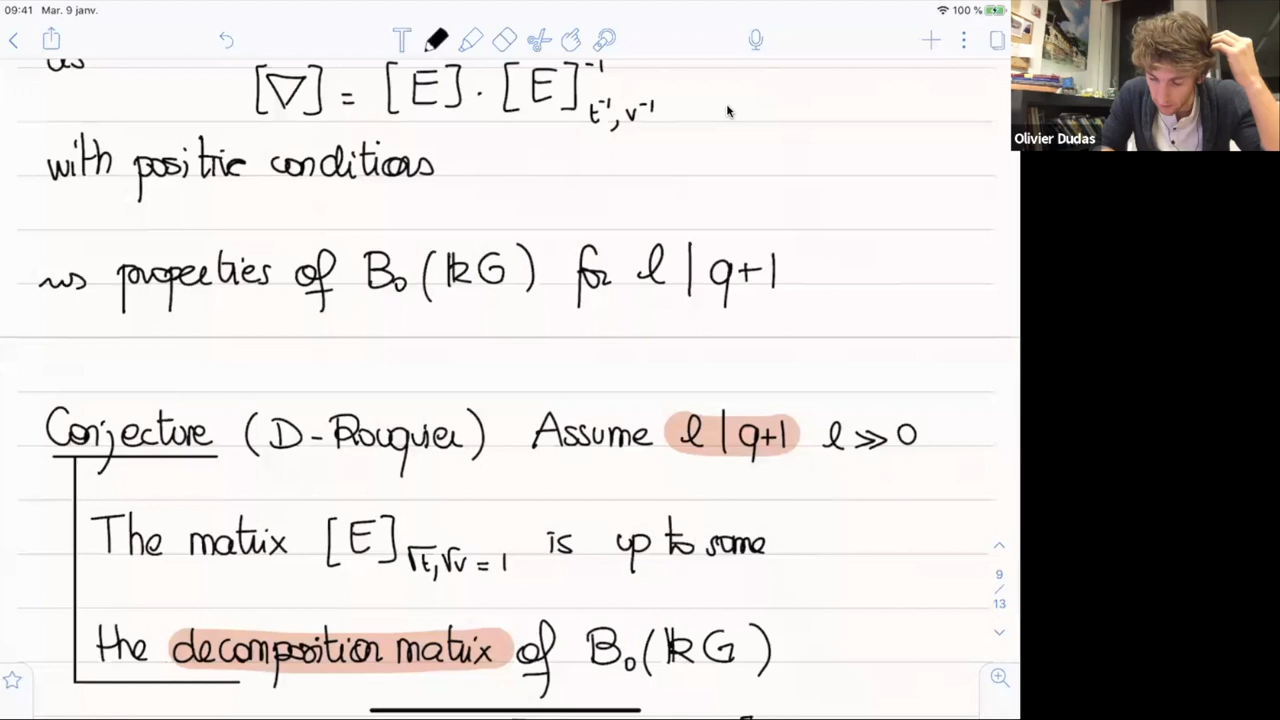 09:41 Mar. 9 janv.
100 %
[∇] = [E] · [E]⁻¹ t⁻¹, v⁻¹
with positive conditions
Olivier Dudas
⇝ properties of B₀(kG) for ℓ | q+1
Conjecture (D-Rouquier) Assume ℓ | q+1 ℓ ≫ 0
The matrix [E]√t,√v = 1 is up to some
9
/
13
the decomposition matrix of B₀(kG)